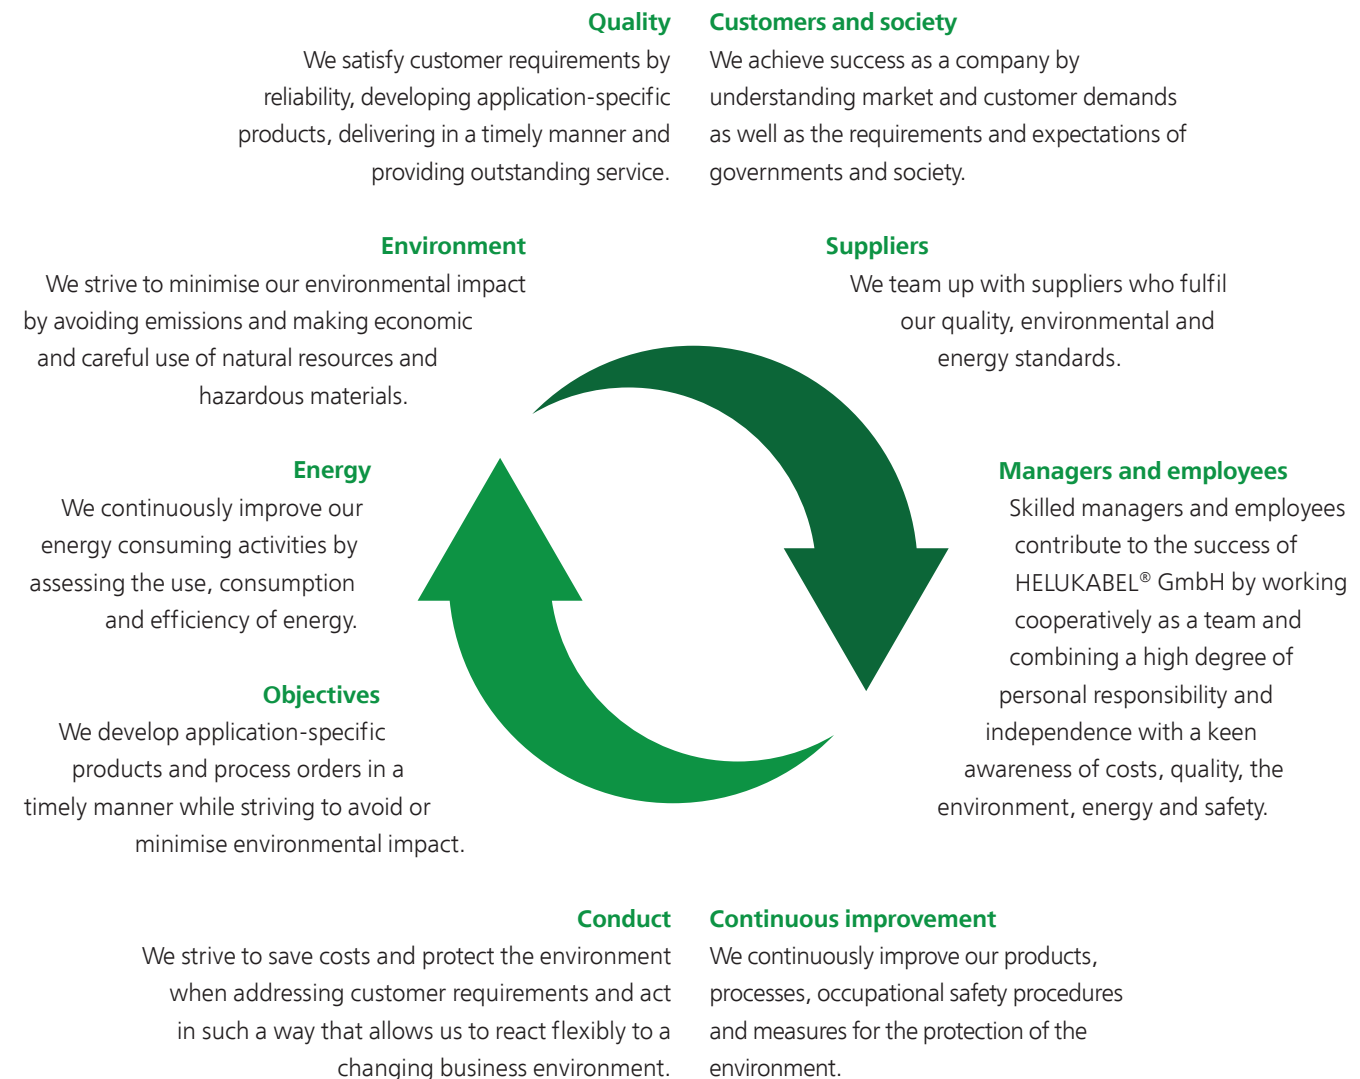 Quality
We satisfy customer requirements by
reliability, developing application-specific
products, delivering in a timely manner and
providing outstanding service.
Customers and society
We achieve success as a company by
understanding market and customer demands
as well as the requirements and expectations of
governments and society.
Environment
We strive to minimise our environmental impact
by avoiding emissions and making economic
and careful use of natural resources and
hazardous materials.
Suppliers
We team up with suppliers who fulfil
our quality, environmental and
energy standards.
Energy
We continuously improve our
energy consuming activities by
assessing the use, consumption
and efficiency of energy.
Managers and employees
Skilled managers and employees
contribute to the success of
HELUKABEL® GmbH by working
cooperatively as a team and
combining a high degree of
personal responsibility and
independence with a keen
awareness of costs, quality, the
environment, energy and safety.
Objectives
We develop application-specific
products and process orders in a
timely manner while striving to avoid or
minimise environmental impact.
Conduct
We strive to save costs and protect the environment
when addressing customer requirements and act
in such a way that allows us to react flexibly to a
changing business environment.
Continuous improvement
We continuously improve our products,
processes, occupational safety procedures
and measures for the protection of the
environment.